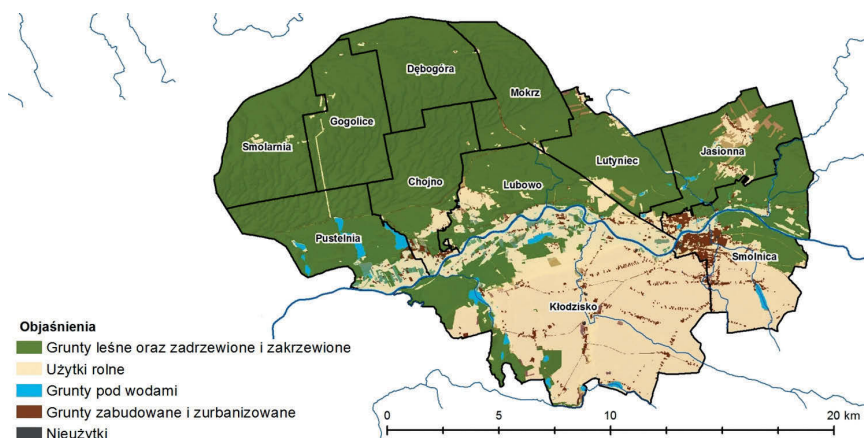 Dębogóra
Mokrz
Gogolice
Smolarnia
Jasionna
Lutyniec
Chojno
Lubowo
Pustelnia
Smolnica
Kłodzisko
Objaśnienia
Grunty leśne oraz zadrzewione i zakrzewione
Użytki rolne
Grunty pod wodami
Grunty zabudowane i zurbanizowane
Nieużytki
0 5 10 20 km